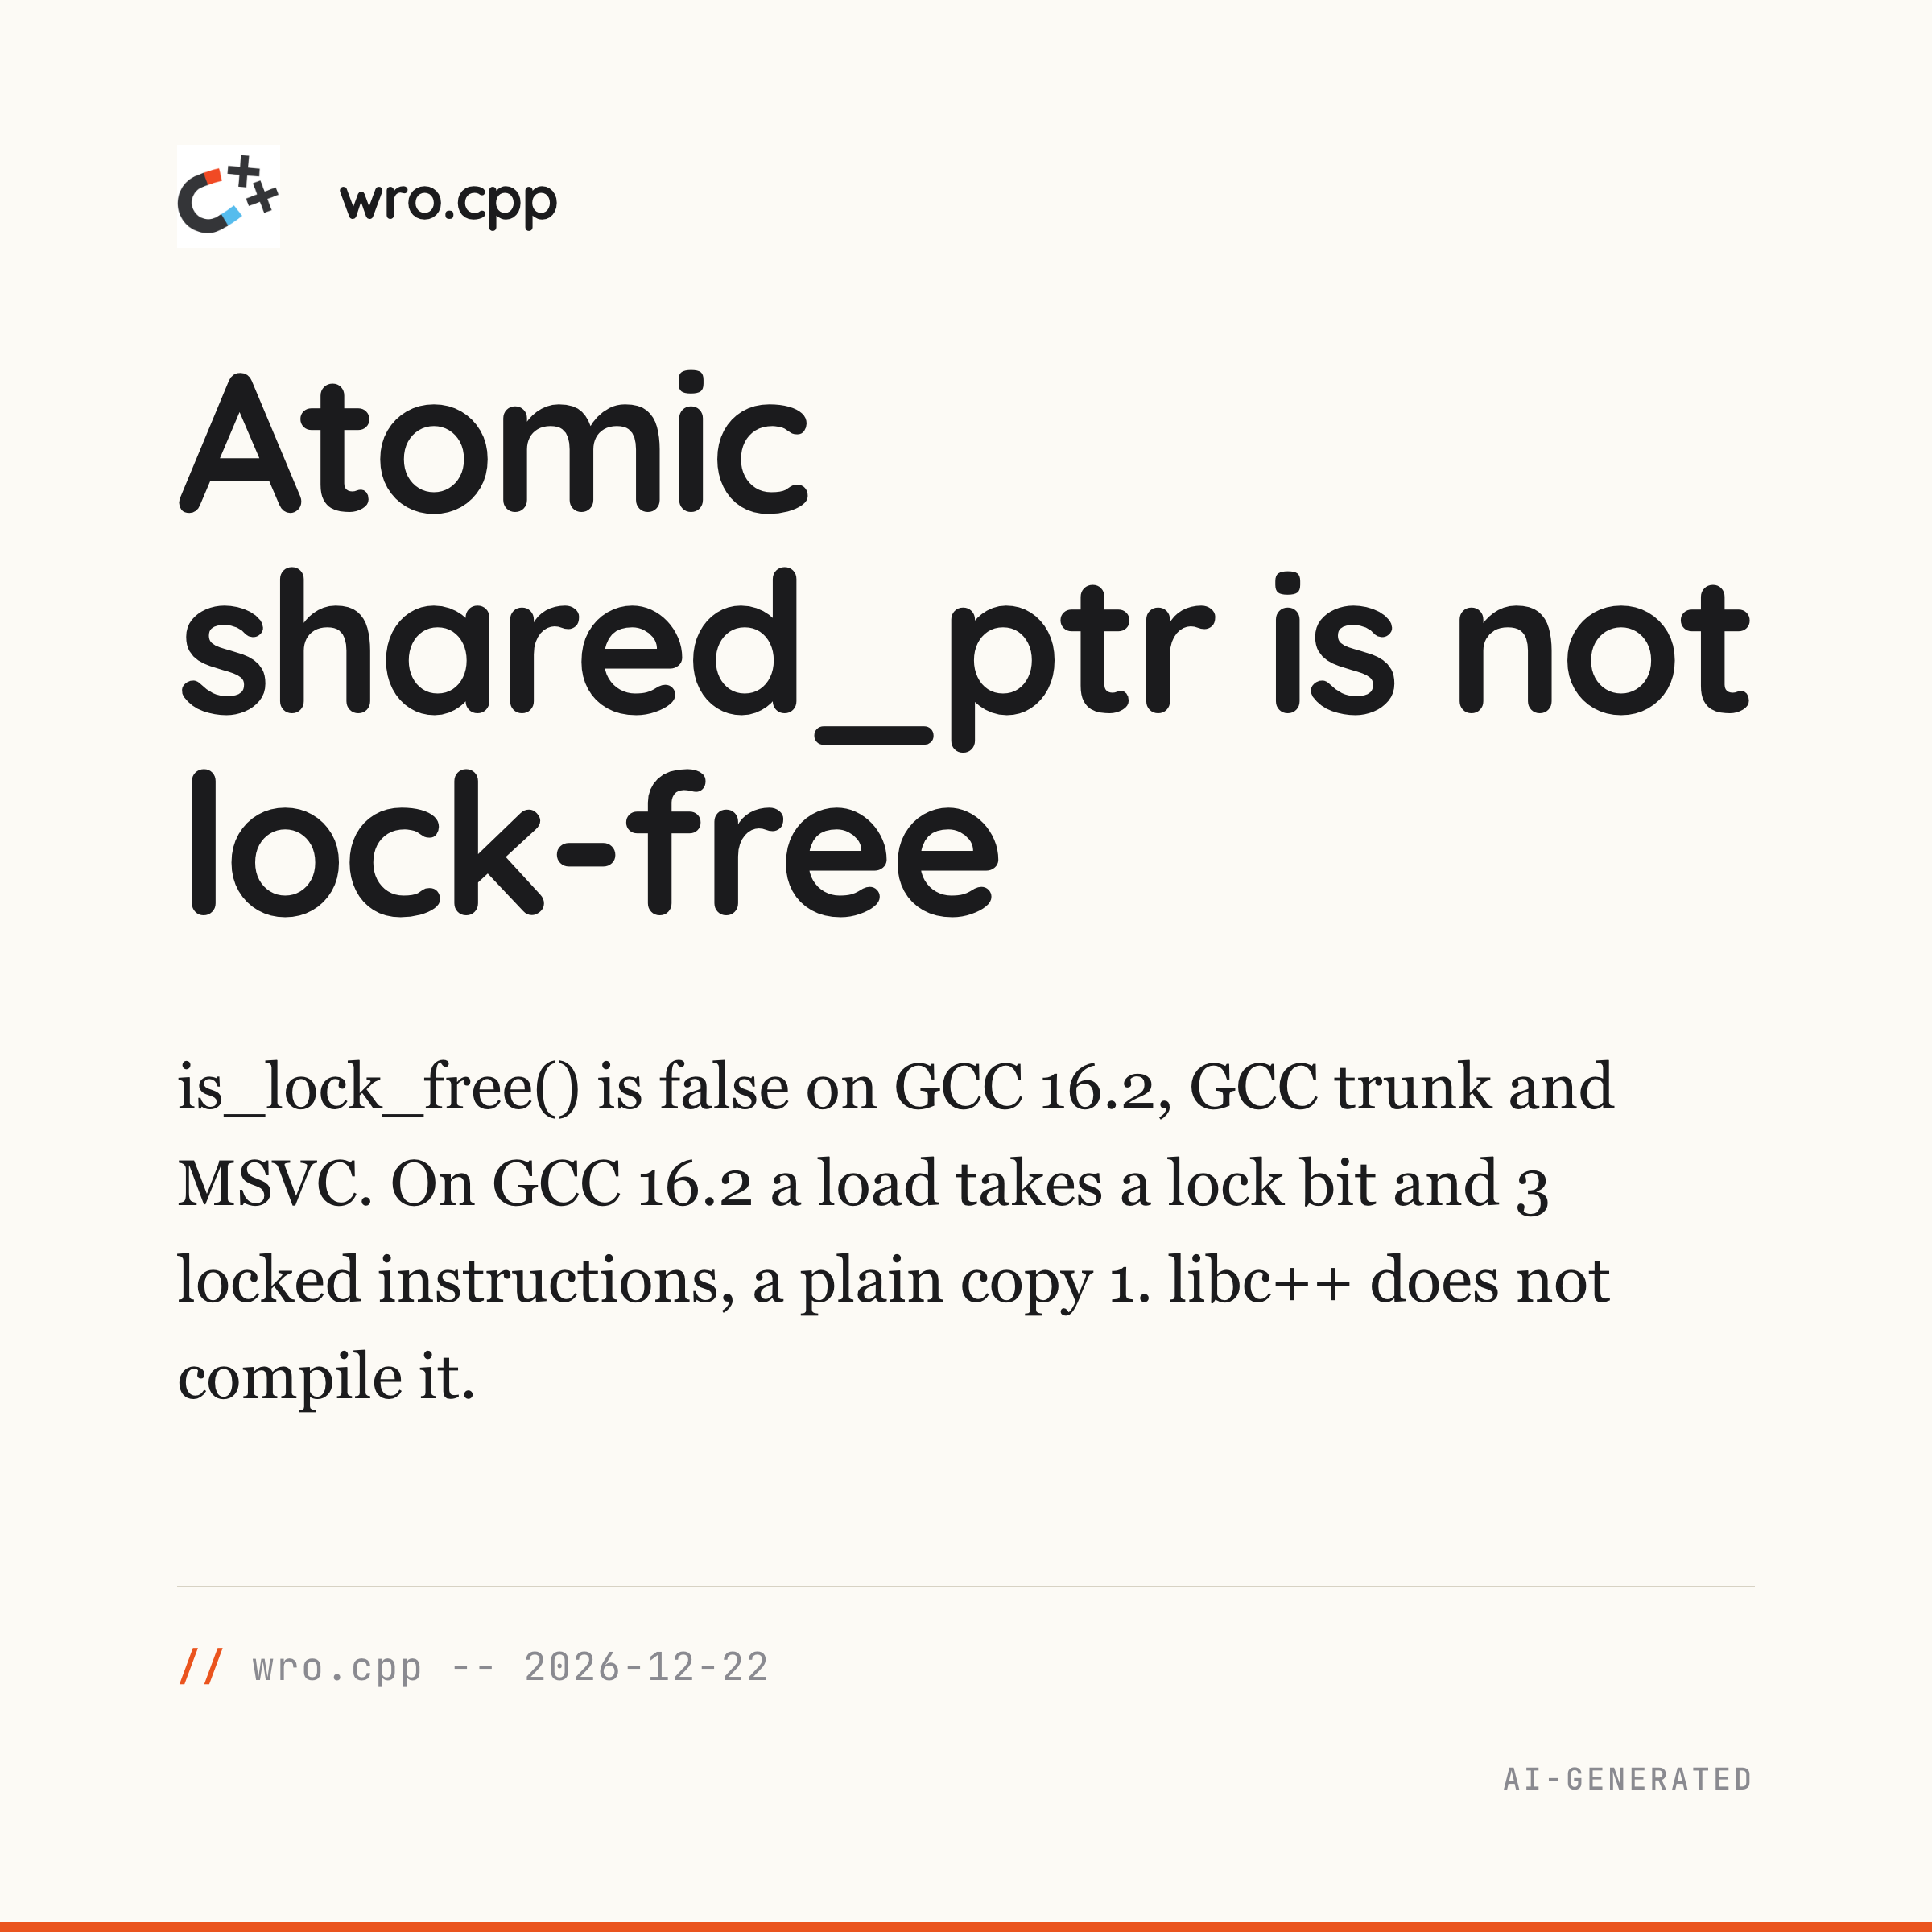 wro.cpp
Atomic
shared_ptr is not
lock-free
is_lock_free() is false on GCC 16.2, GCC trunk and
MSVC. On GCC 16.2 a load takes a lock bit and 3
locked instructions, a plain copy 1. libc++ does not
compile it.
// wro.cpp -- 2026-12-22
AI-GENERATED